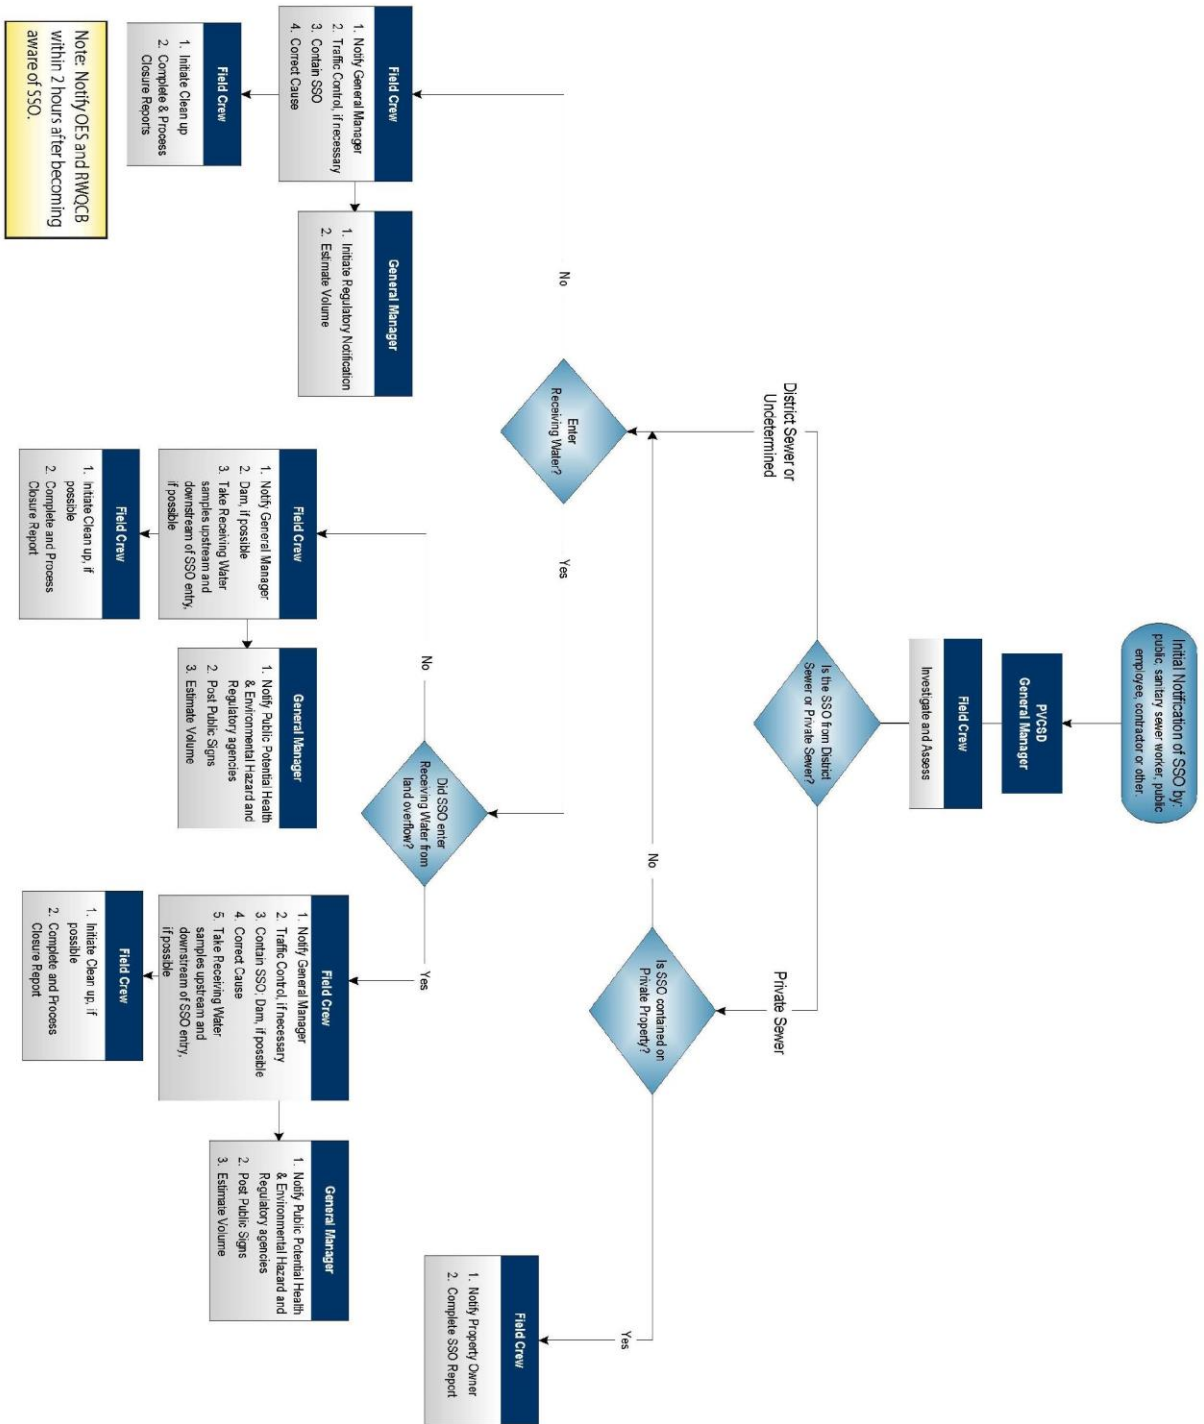 Initial Notification of SSO by:
public, sanitary sewer worker, public
employee, contractor or other.
PVCSD
General Manager
Field Crew
Investigate and Assess
Is the SSO from District
Sewer or Private Sewer?
District Sewer or
Undetermined
Private Sewer
Is SSO contained on
Private Property?
No
Yes
Field Crew
1. Notify Property Owner
2. Complete SSO Report
Enter
Receiving Water?
No
Yes
Field Crew
1. Notify General Manager
2. Traffic Control, if necessary
3. Contain SSO
4. Correct Cause
General Manager
1. Initiate Regulatory Notification
2. Estimate Volume
Field Crew
1. Initiate Clean up
2. Complete & Process
Closure Reports
Did SSO enter
Receiving Water from
land overflow?
No
Yes
Field Crew
1. Notify General Manager
2. Dam, if possible
3. Take Receiving Water
samples upstream and
downstream of SSO entry,
if possible
General Manager
1. Notify Public Potential Health
& Environmental Hazard and
Regulatory agencies
2. Post Public Signs
3. Estimate Volume
Field Crew
1. Initiate Clean up, if
possible
2. Complete and Process
Closure Report
Field Crew
1. Notify General Manager
2. Traffic Control, if necessary
3. Contain SSO; Dam, if possible
4. Correct Cause
5. Take Receiving Water
samples upstream and
downstream of SSO entry,
if possible
General Manager
1. Notify Public Potential Health
& Environmental Hazard and
Regulatory agencies
2. Post Public Signs
3. Estimate Volume
Field Crew
1. Initiate Clean up, if
possible
2. Complete and Process
Closure Report
Note: Notify OES and RWQCB
within 2 hours after becoming
aware of SSO.